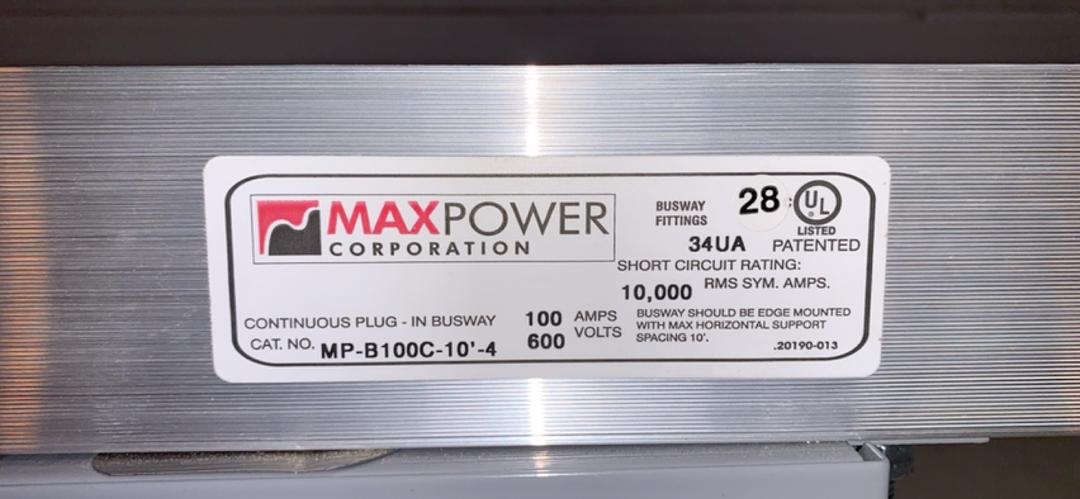 MAXPOWER
CORPORATION
BUSWAY
FITTINGS
28
UL
LISTED
34UA PATENTED
SHORT CIRCUIT RATING:
10,000 RMS SYM. AMPS.
CONTINUOUS PLUG - IN BUSWAY 100 AMPS
CAT. NO. MP-B100C-10'-4 600 VOLTS
BUSWAY SHOULD BE EDGE MOUNTED
WITH MAX HORIZONTAL SUPPORT
SPACING 10'. .20190-013